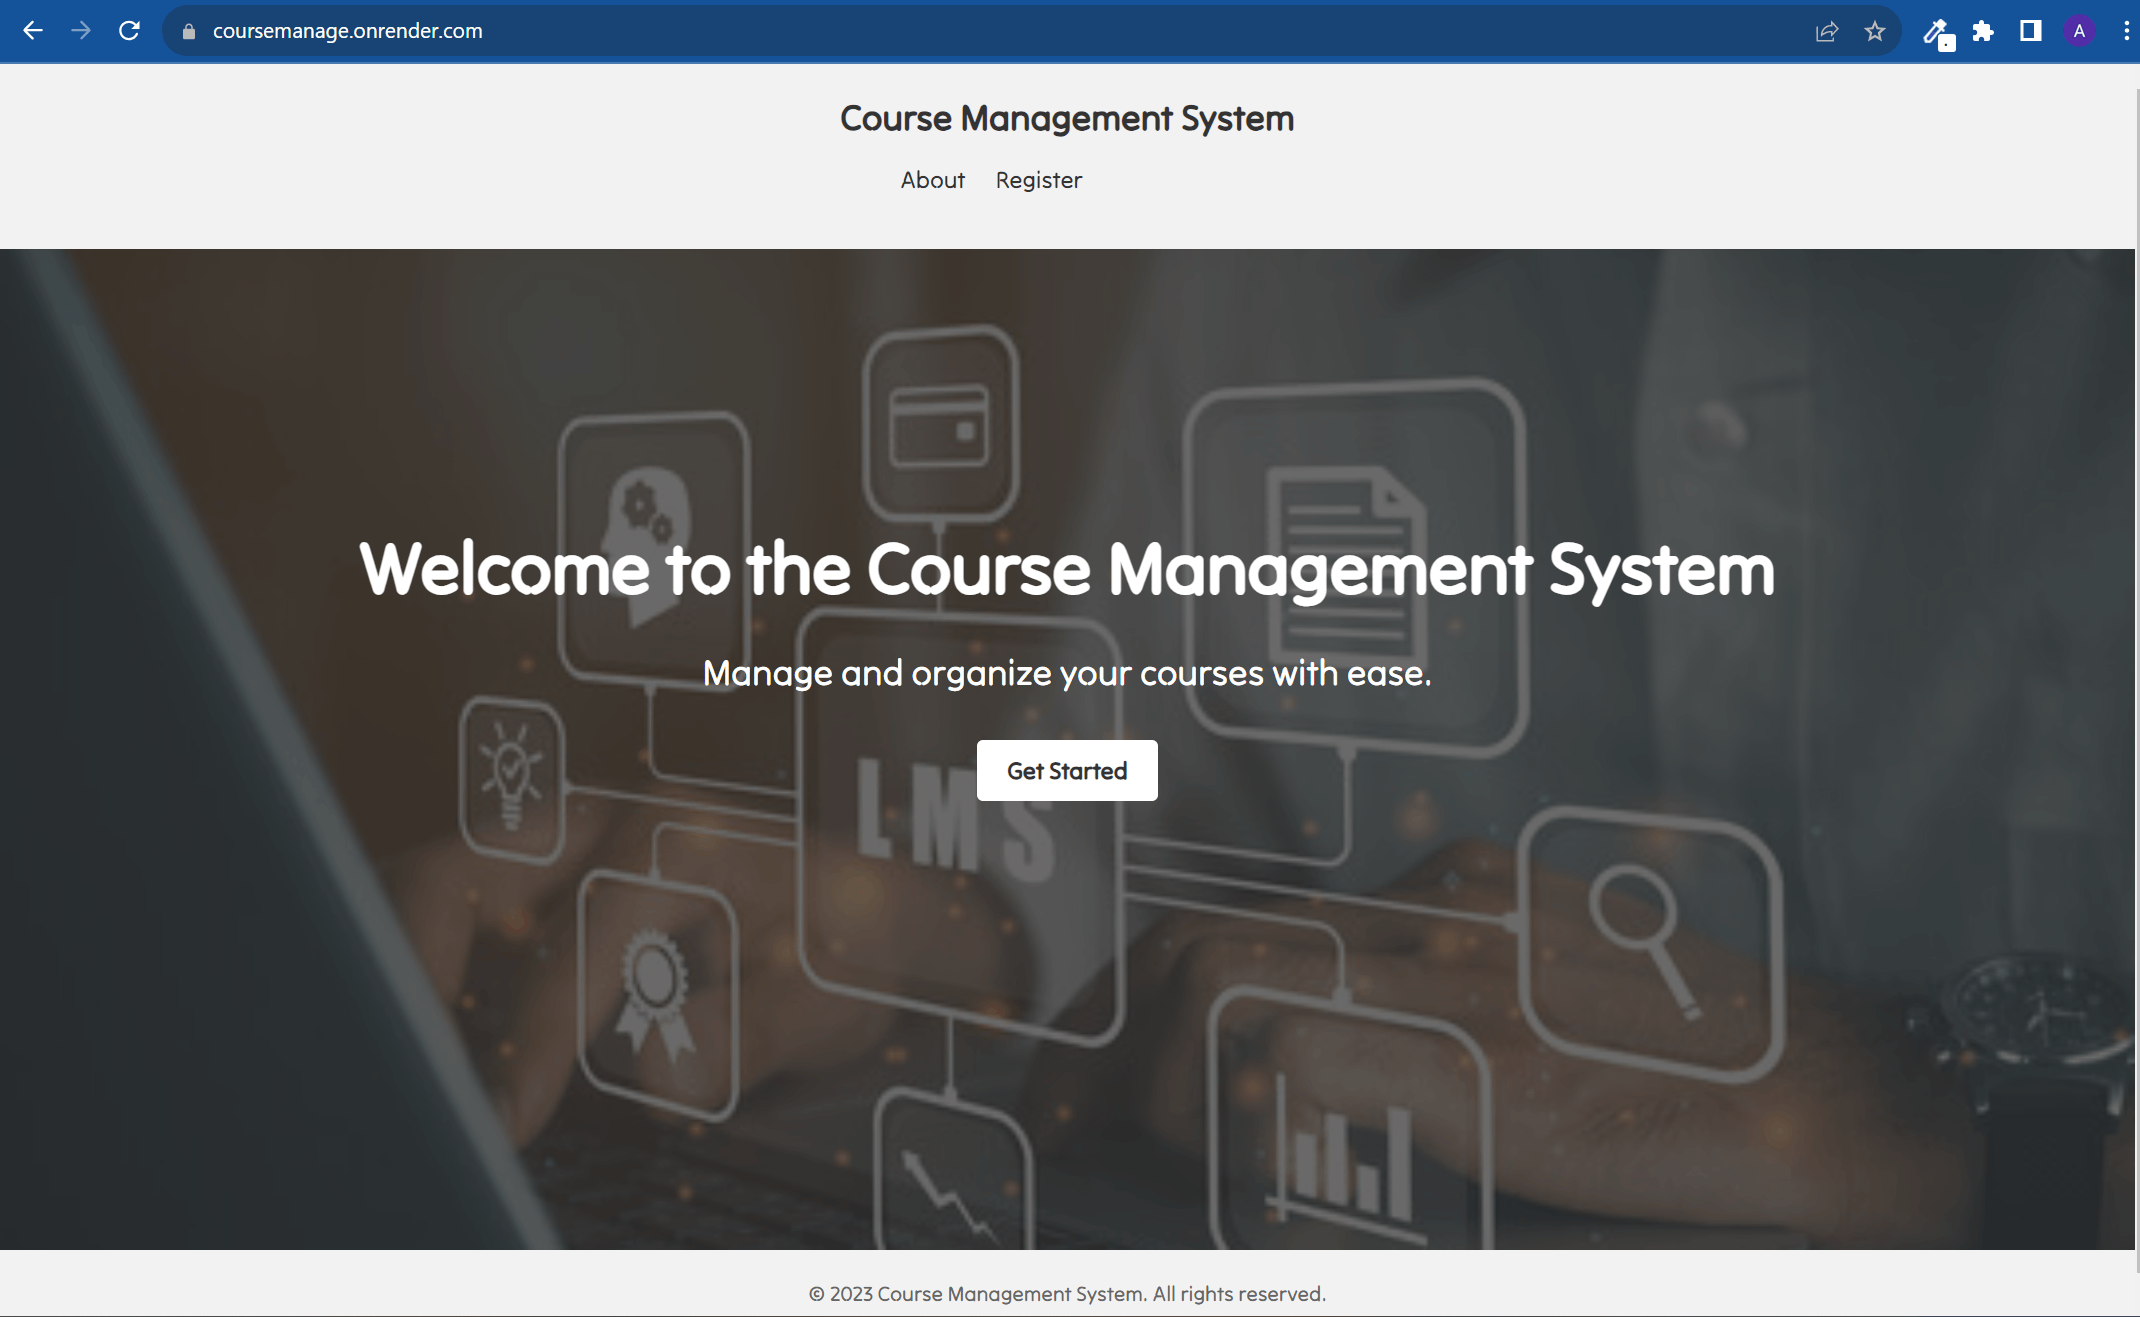 coursemanage.onrender.com
A
Course Management System
About Register
Welcome to the Course Management System
Manage and organize your courses with ease.
Get Started
LMS
© 2023 Course Management System. All rights reserved.